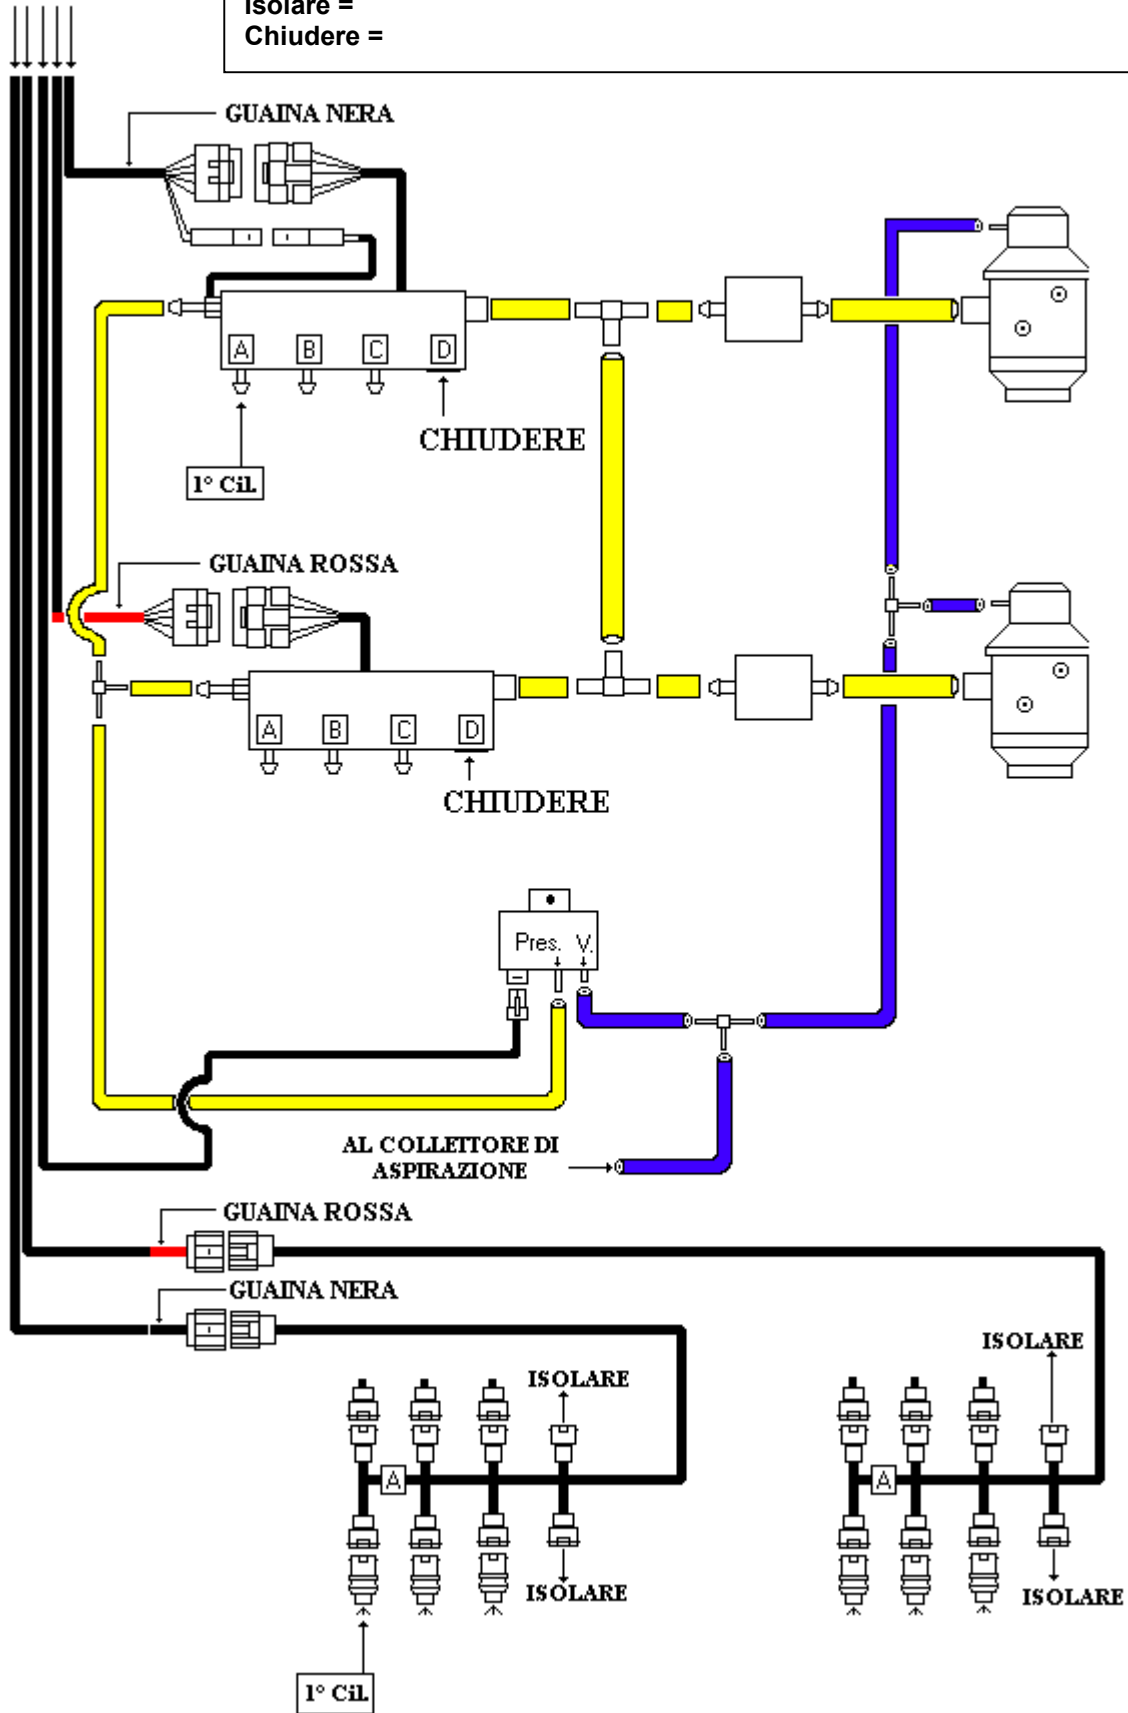 Isolare =
Chiudere =
GUAINA NERA
A B C D
CHIUDERE
1° Cil.
GUAINA ROSSA
A B C D
CHIUDERE
Pres. V.
AL COLLETTORE DI
ASPIRAZIONE
GUAINA ROSSA
GUAINA NERA
ISOLARE
ISOLARE
A
A
ISOLARE
ISOLARE
1° Cil.